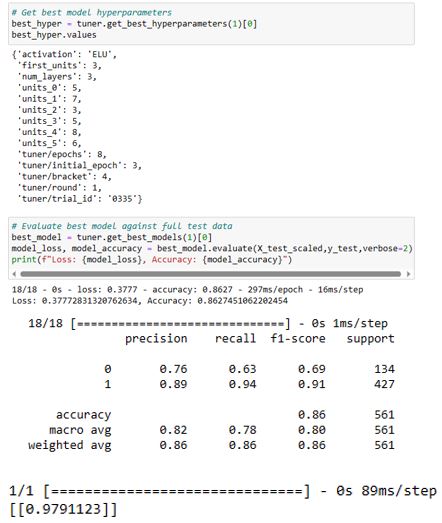 # Get best model hyperparameters
best_hyper = tuner.get_best_hyperparameters(1)[0]
best_hyper.values
{'activation': 'ELU',
'first_units': 3,
'num_layers': 3,
'units_0': 5,
'units_1': 7,
'units_2': 3,
'units_3': 5,
'units_4': 8,
'units_5': 6,
'tuner/epochs': 8,
'tuner/initial_epoch': 3,
'tuner/bracket': 4,
'tuner/round': 1,
'tuner/trial_id': '0335'}
# Evaluate best model against full test data
best_model = tuner.get_best_models(1)[0]
model_loss, model_accuracy = best_model.evaluate(X_test_scaled,y_test,verbose=2)
print(f"Loss: {model_loss}, Accuracy: {model_accuracy}")
18/18 - 0s - loss: 0.3777 - accuracy: 0.8627 - 297ms/epoch - 16ms/step
Loss: 0.37772831320762634, Accuracy: 0.8627451062202454
18/18 [==============================] - 0s 1ms/step
precision recall f1-score support
0 0.76 0.63 0.69 134
1 0.89 0.94 0.91 427
accuracy 0.86 561
macro avg 0.82 0.78 0.80 561
weighted avg 0.86 0.86 0.86 561
1/1 [==============================] - 0s 89ms/step
[[0.9791123]]